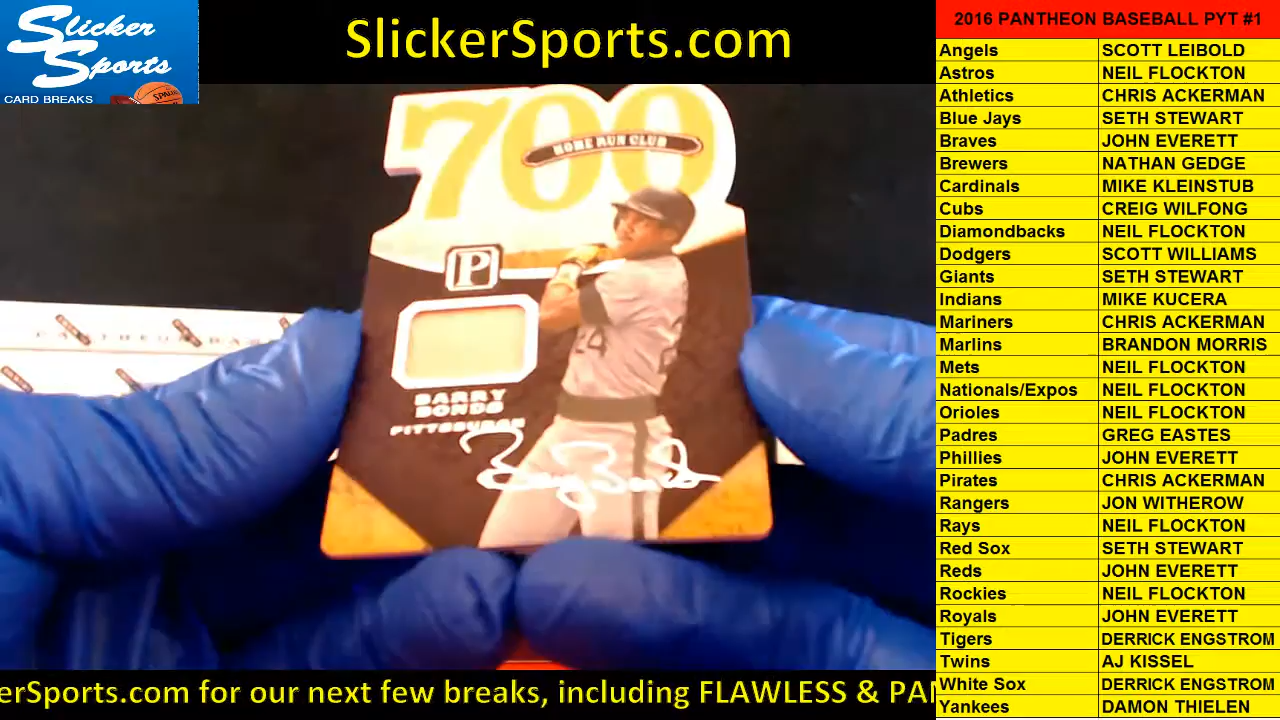 Slicker
Sports
CARD BREAKS
SPALDING
SlickerSports.com
700
HOME RUN CLUB
P
24
BARRY
BONDS
PITTSBURGH
Barry Bonds
PANTHEON BA
erSports.com for our next few breaks, including FLAWLESS & PAN
2016 PANTHEON BASEBALL PYT #1
Angels SCOTT LEIBOLD
Astros NEIL FLOCKTON
Athletics CHRIS ACKERMAN
Blue Jays SETH STEWART
Braves JOHN EVERETT
Brewers NATHAN GEDGE
Cardinals MIKE KLEINSTUB
Cubs CREIG WILFONG
Diamondbacks NEIL FLOCKTON
Dodgers SCOTT WILLIAMS
Giants SETH STEWART
Indians MIKE KUCERA
Mariners CHRIS ACKERMAN
Marlins BRANDON MORRIS
Mets NEIL FLOCKTON
Nationals/Expos NEIL FLOCKTON
Orioles NEIL FLOCKTON
Padres GREG EASTES
Phillies JOHN EVERETT
Pirates CHRIS ACKERMAN
Rangers JON WITHEROW
Rays NEIL FLOCKTON
Red Sox SETH STEWART
Reds JOHN EVERETT
Rockies NEIL FLOCKTON
Royals JOHN EVERETT
Tigers DERRICK ENGSTROM
Twins AJ KISSEL
White Sox DERRICK ENGSTROM
Yankees DAMON THIELEN